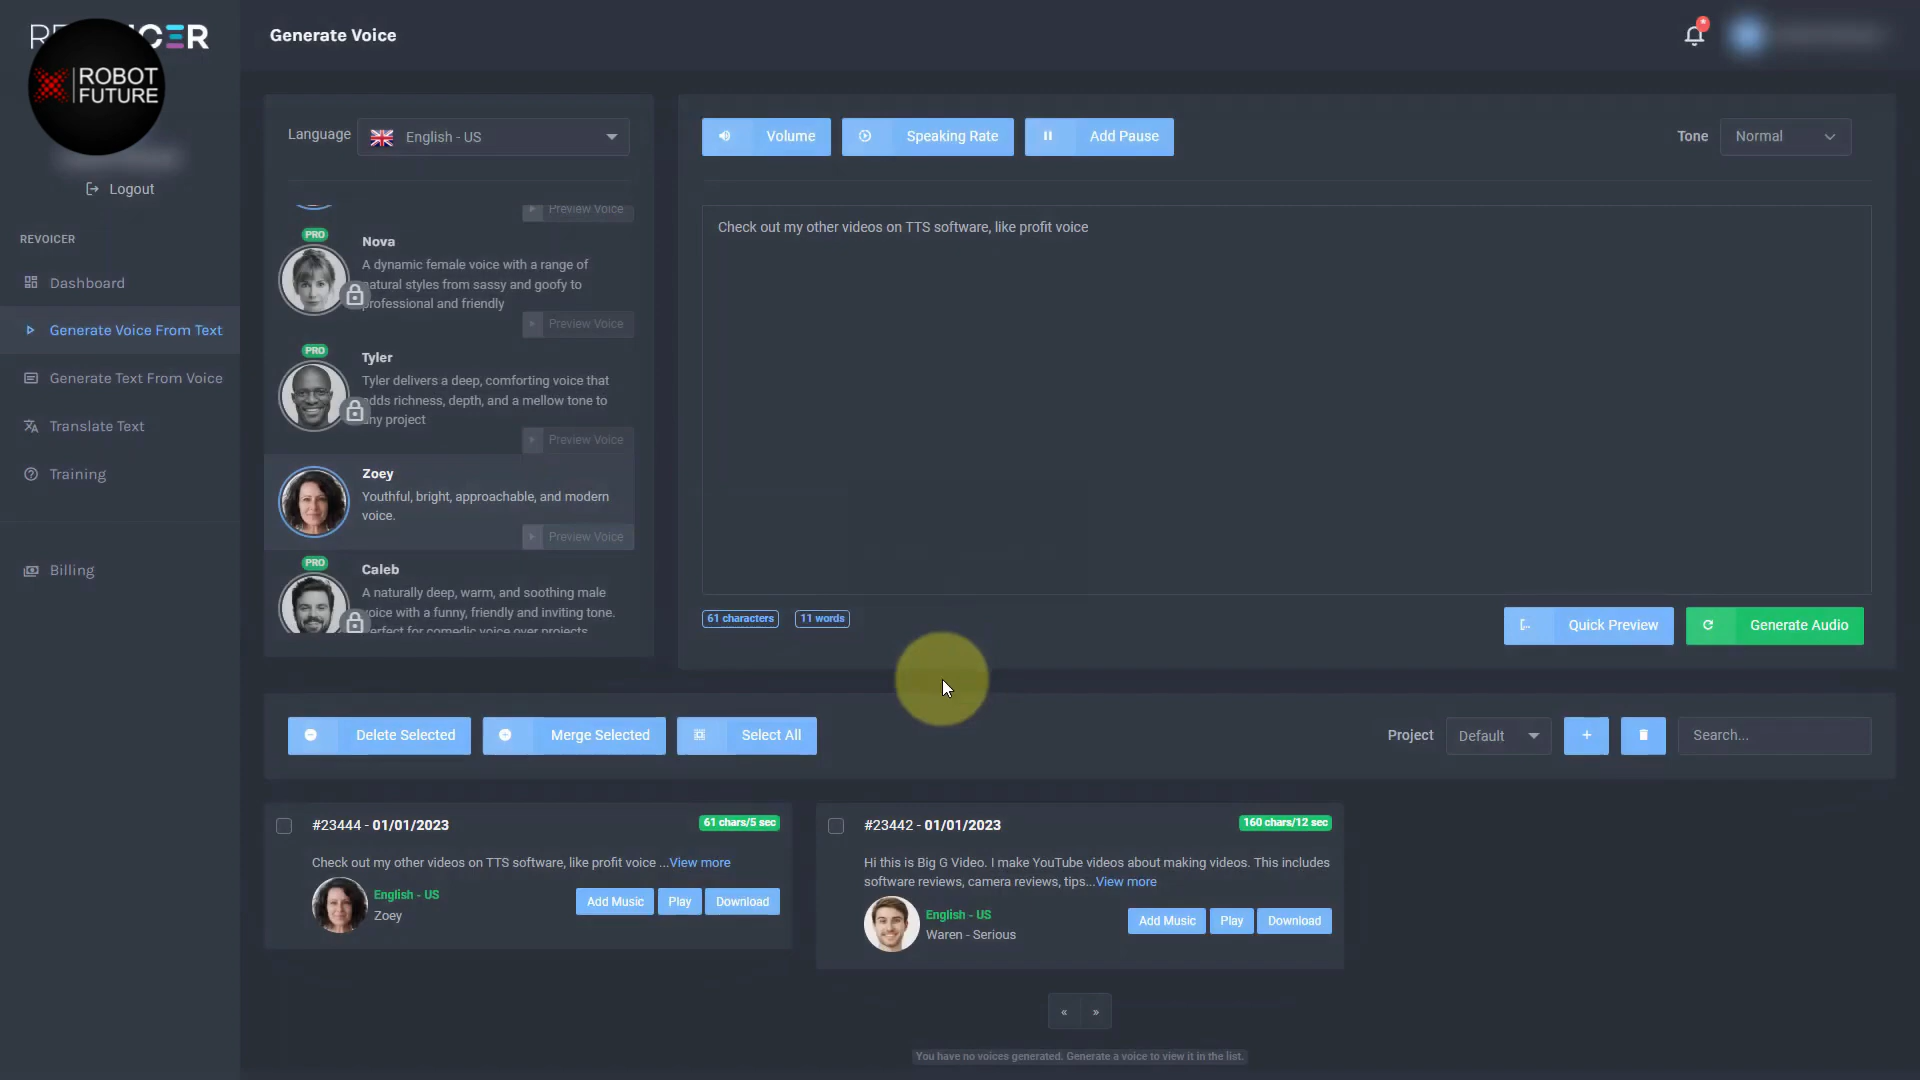 CER
ROBOT
FUTURE
Logout
REVOICER
Dashboard
Generate Voice From Text
Generate Text From Voice
Translate Text
Training
Billing
Generate Voice
Language
English - US
Preview Voice
PRO
Nova
A dynamic female voice with a range of
natural styles from sassy and goofy to
professional and friendly
Preview Voice
PRO
Tyler
Tyler delivers a deep, comforting voice that
adds richness, depth, and a mellow tone to
any project
Preview Voice
Zoey
Youthful, bright, approachable, and modern
voice.
Preview Voice
PRO
Caleb
A naturally deep, warm, and soothing male
voice with a funny, friendly and inviting tone.
Perfect for comedic voice over projects
Volume
Speaking Rate
Add Pause
Tone
Normal
Check out my other videos on TTS software, like profit voice
61 characters
11 words
Quick Preview
Generate Audio
Delete Selected
Merge Selected
Select All
Project
Default
+
Search...
#23444 - 01/01/2023
61 chars/5 sec
Check out my other videos on TTS software, like profit voice ...View more
English - US
Zoey
Add Music
Play
Download
#23442 - 01/01/2023
160 chars/12 sec
Hi this is Big G Video. I make YouTube videos about making videos. This includes
software reviews, camera reviews, tips...View more
English - US
Waren - Serious
Add Music
Play
Download
« »
You have no voices generated. Generate a voice to view it in the list.